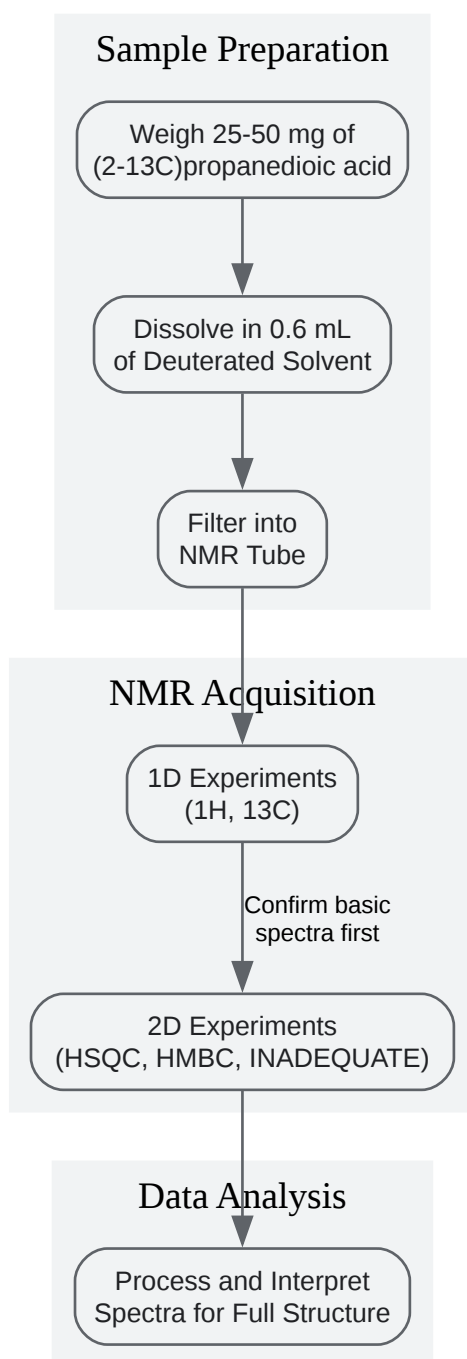 Sample Preparation
Weigh 25-50 mg of
(2-13C)propanedioic acid
Dissolve in 0.6 mL
of Deuterated Solvent
Filter into
NMR Tube
NMR Acquisition
1D Experiments
(1H, 13C)
Confirm basic
spectra first
2D Experiments
(HSQC, HMBC, INADEQUATE)
Data Analysis
Process and Interpret
Spectra for Full Structure